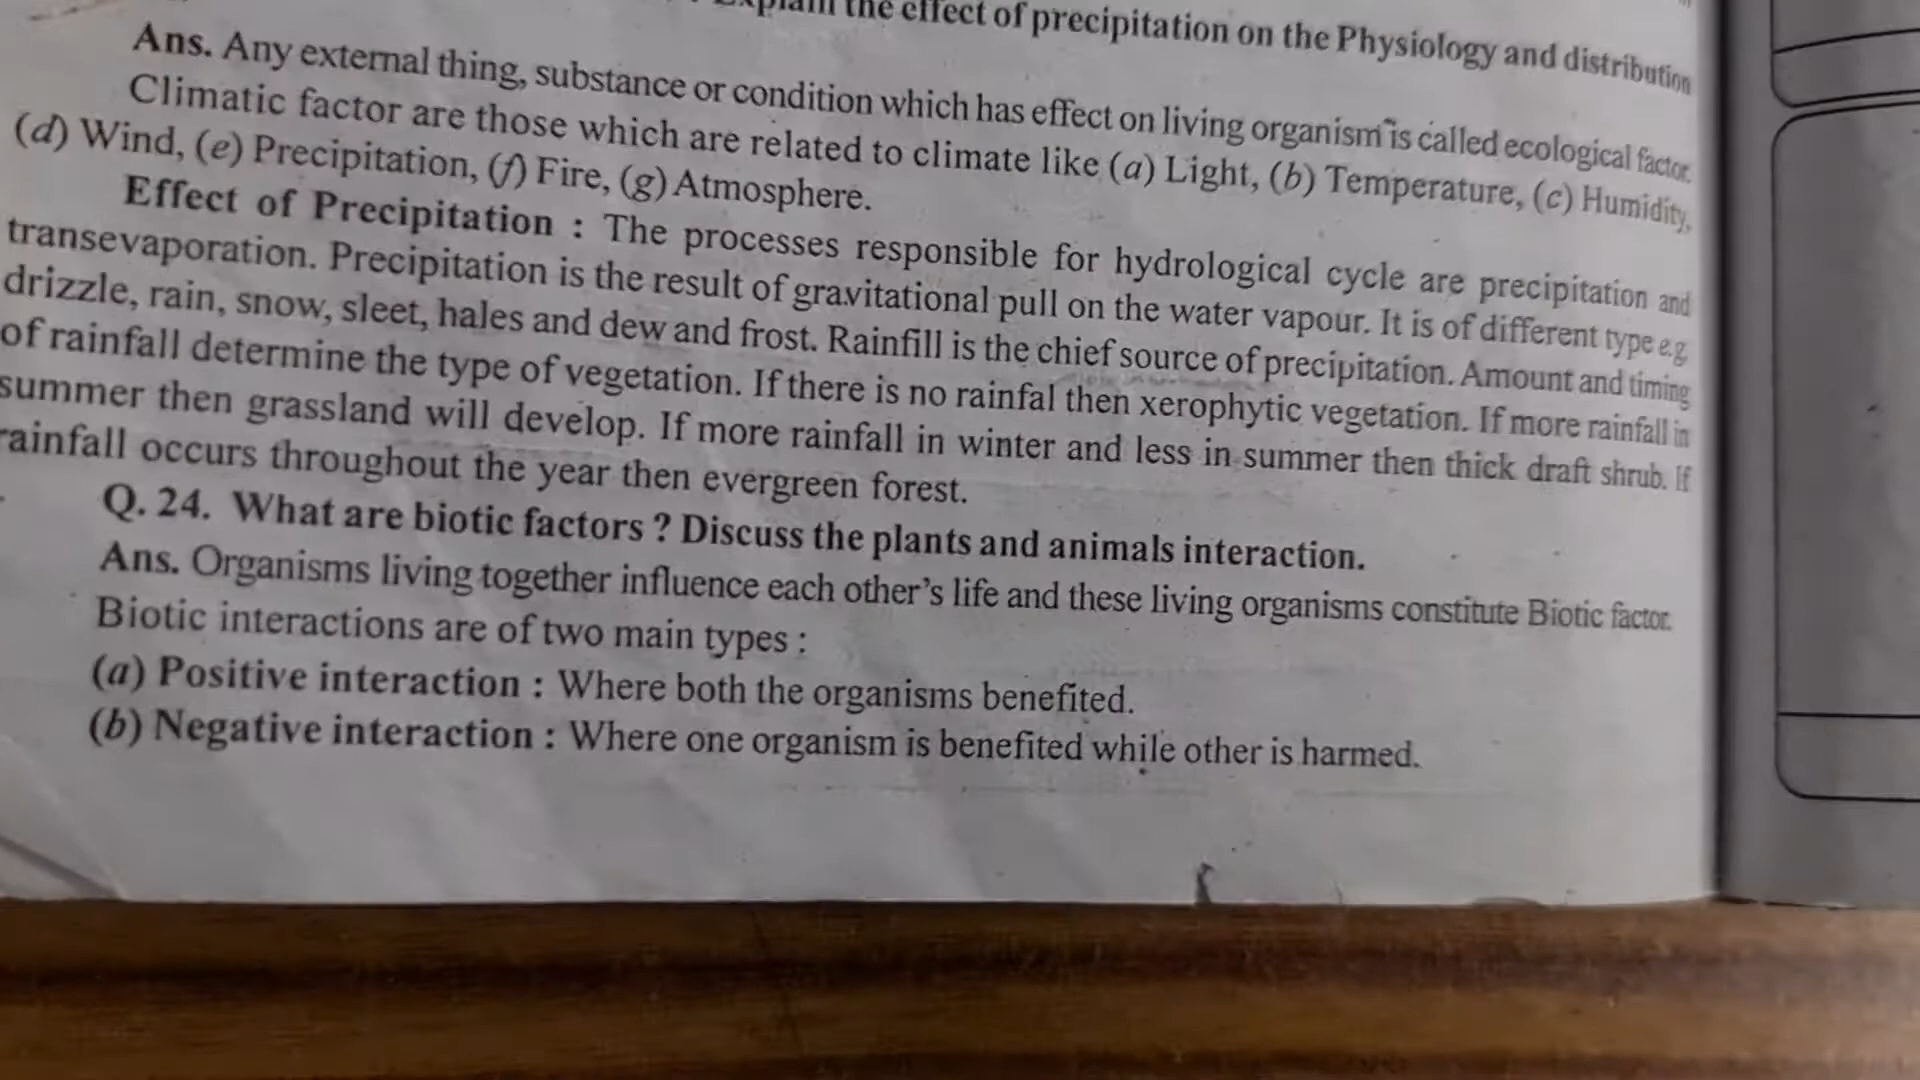 Explain the effect of precipitation on the Physiology and distribution
Ans. Any external thing, substance or condition which has effect on living organism is called ecological factor.
Climatic factor are those which are related to climate like (a) Light, (b) Temperature, (c) Humidity,
(d) Wind, (e) Precipitation, (f) Fire, (g) Atmosphere.
Effect of Precipitation : The processes responsible for hydrological cycle are precipitation and
transevaporation. Precipitation is the result of gravitational pull on the water vapour. It is of different type e.g
drizzle, rain, snow, sleet, hales and dew and frost. Rainfill is the chief source of precipitation. Amount and timing
of rainfall determine the type of vegetation. If there is no rainfal then xerophytic vegetation. If more rainfall in
summer then grassland will develop. If more rainfall in winter and less in summer then thick draft shrub. If
rainfall occurs throughout the year then evergreen forest.
Q. 24. What are biotic factors ? Discuss the plants and animals interaction.
Ans. Organisms living together influence each other's life and these living organisms constitute Biotic factor.
Biotic interactions are of two main types :
(a) Positive interaction : Where both the organisms benefited.
(b) Negative interaction : Where one organism is benefited while other is harmed.